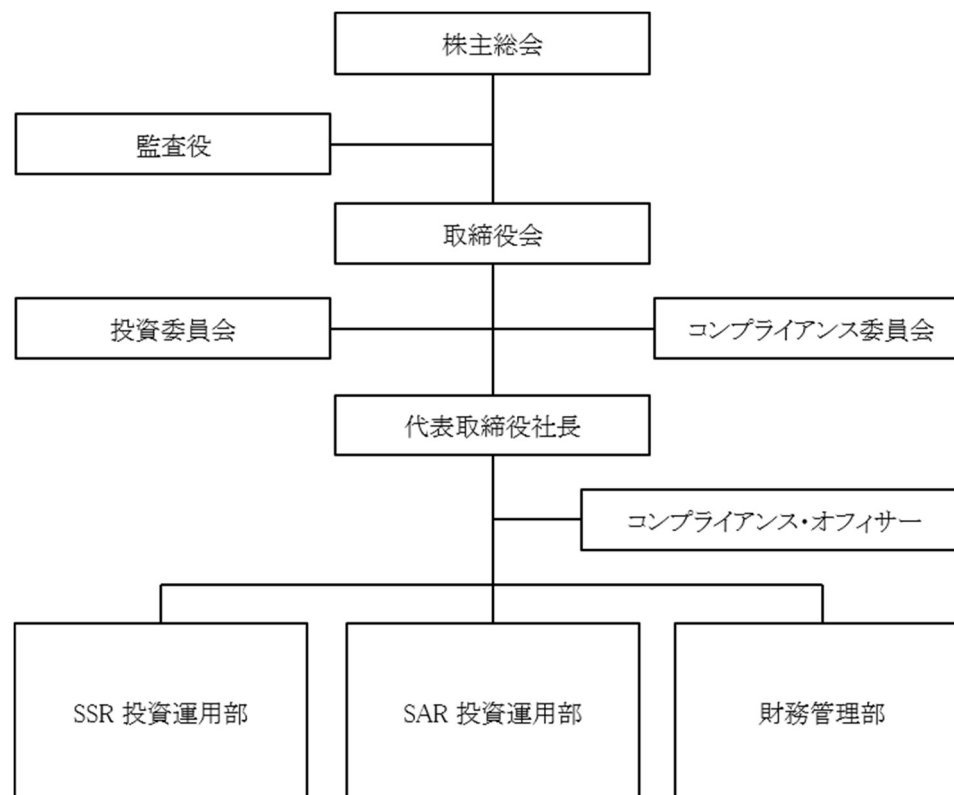 株主総会
監査役
取締役会
投資委員会
コンプライアンス委員会
代表取締役社長
コンプライアンス・オフィサー
SSR 投資運用部
SAR 投資運用部
財務管理部